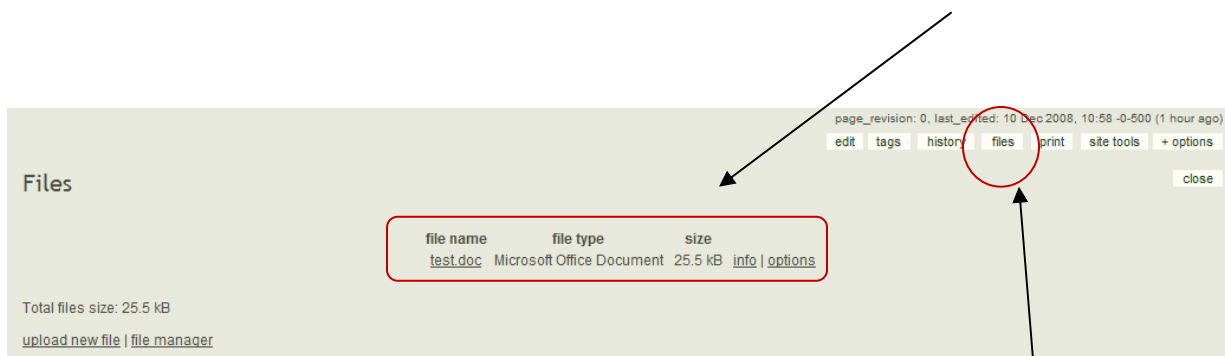 page_revision: 0, last_edited: 10 Dec 2008, 10:58 -0-500 (1 hour ago)
edit tags history files print site tools + options
Files
close
file name file type size
test.doc Microsoft Office Document 25.5 kB info | options
Total files size: 25.5 kB
upload new file | file manager